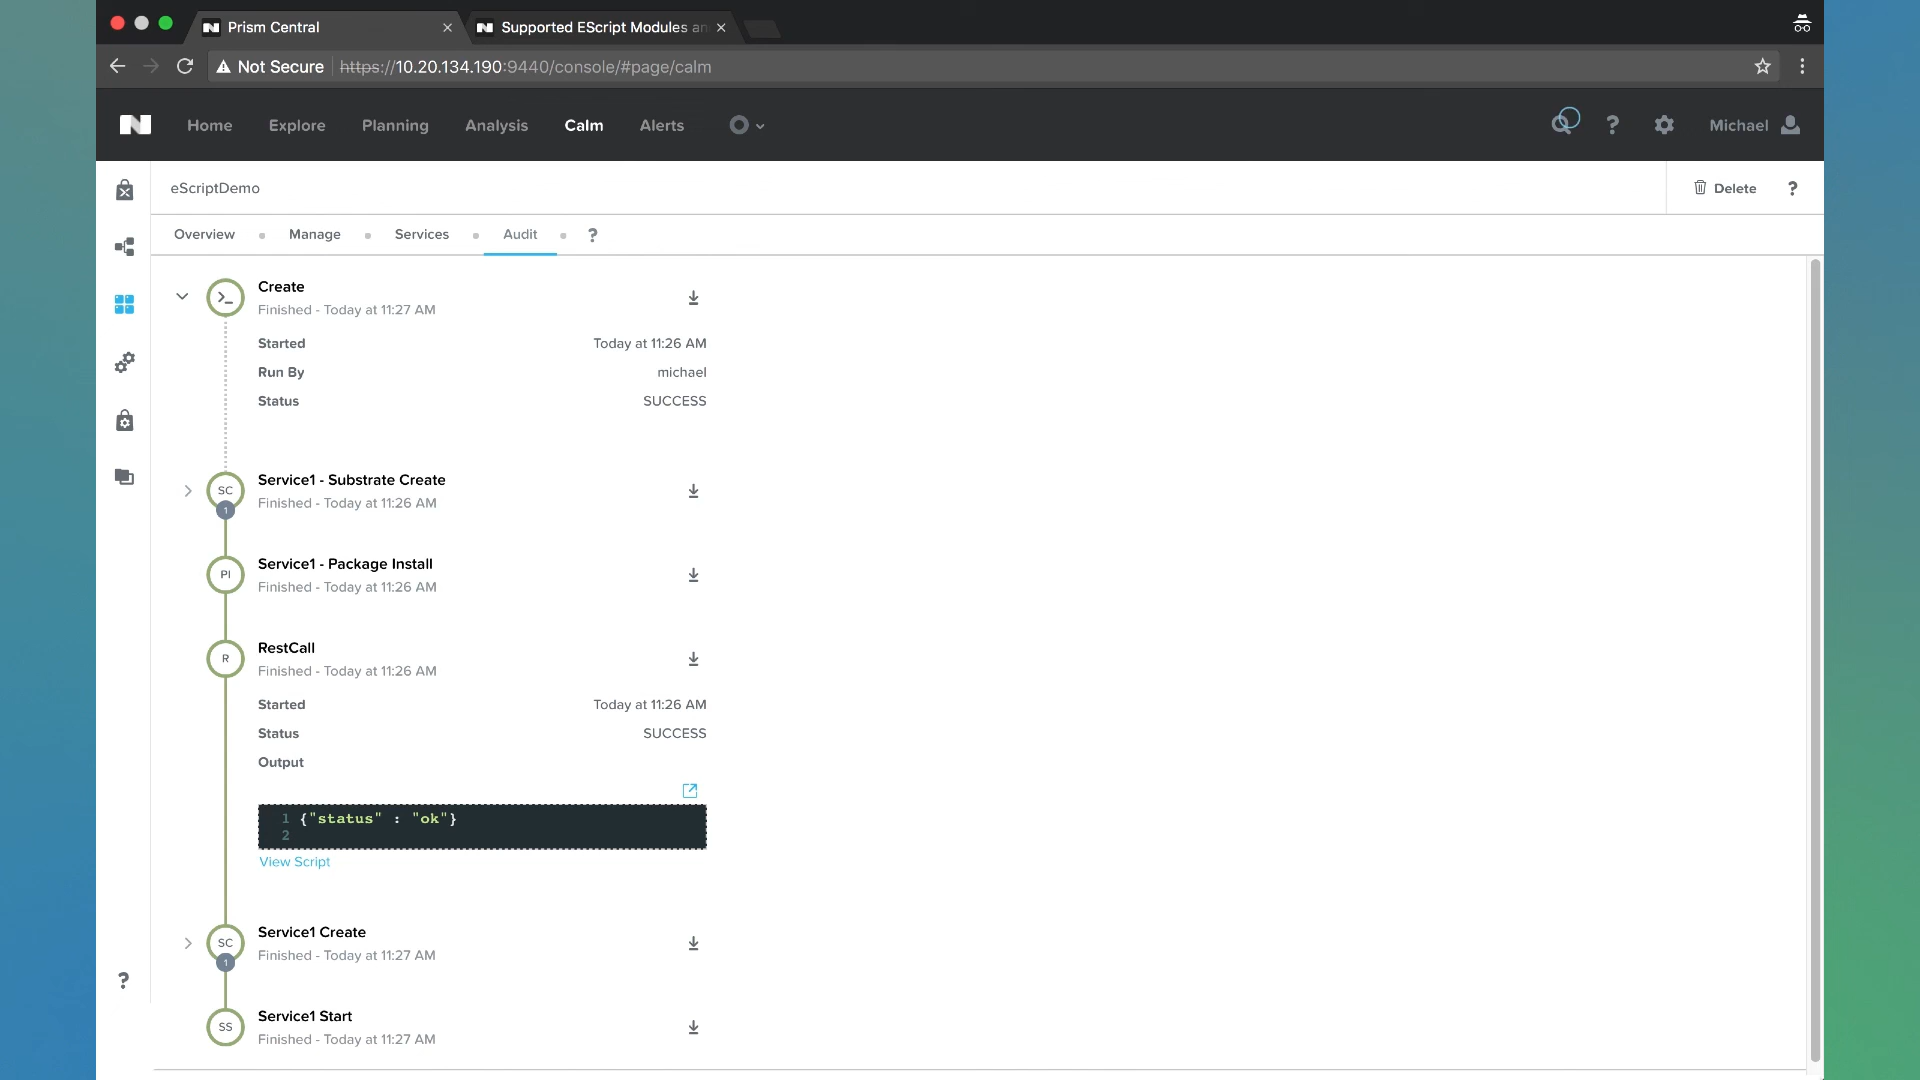 Prism Central
Supported EScript Modules an
Not Secure https://10.20.134.190:9440/console/#page/calm
Home Explore Planning Analysis Calm Alerts
? Michael
eScriptDemo
Delete ?
Overview Manage Services Audit ?
Create
Finished - Today at 11:27 AM
Started Today at 11:26 AM
Run By michael
Status SUCCESS
SC
1
Service1 - Substrate Create
Finished - Today at 11:26 AM
PI
Service1 - Package Install
Finished - Today at 11:26 AM
R
RestCall
Finished - Today at 11:26 AM
Started Today at 11:26 AM
Status SUCCESS
Output
1 {"status" : "ok"}
2
View Script
SC
1
Service1 Create
Finished - Today at 11:27 AM
?
SS
Service1 Start
Finished - Today at 11:27 AM